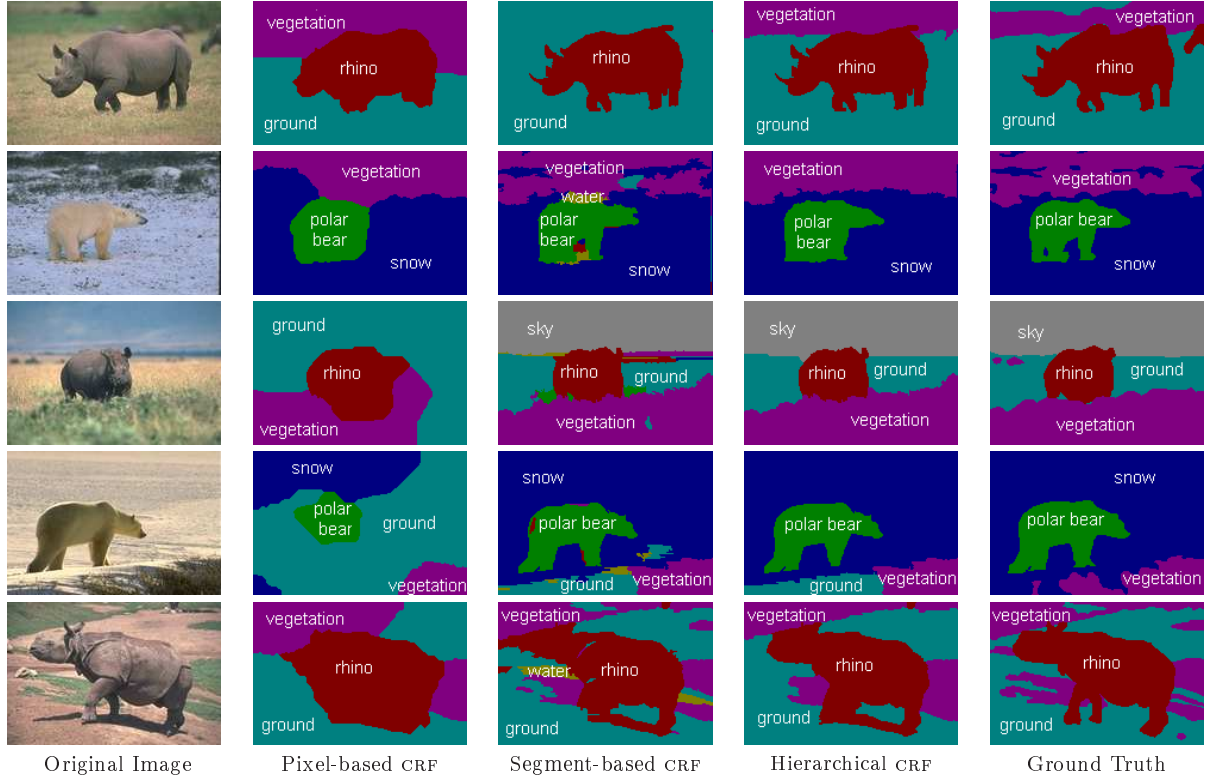 vegetation
rhino
ground
rhino
ground
vegetation
rhino
ground
vegetation
rhino
ground
vegetation
polar
bear
snow
vegetation
water
polar
bear
snow
vegetation
polar
bear
snow
vegetation
polar bear
snow
ground
rhino
vegetation
sky
rhino
ground
vegetation
sky
rhino
ground
vegetation
sky
rhino
ground
vegetation
snow
polar
bear
ground
vegetation
snow
polar bear
ground
vegetation
snow
polar bear
ground
vegetation
snow
polar bear
vegetation
vegetation
rhino
ground
vegetation
water
rhino
ground
vegetation
rhino
ground
vegetation
rhino
ground
Original Image
Pixel-based CRF
Segment-based CRF
Hierarchical CRF
Ground Truth